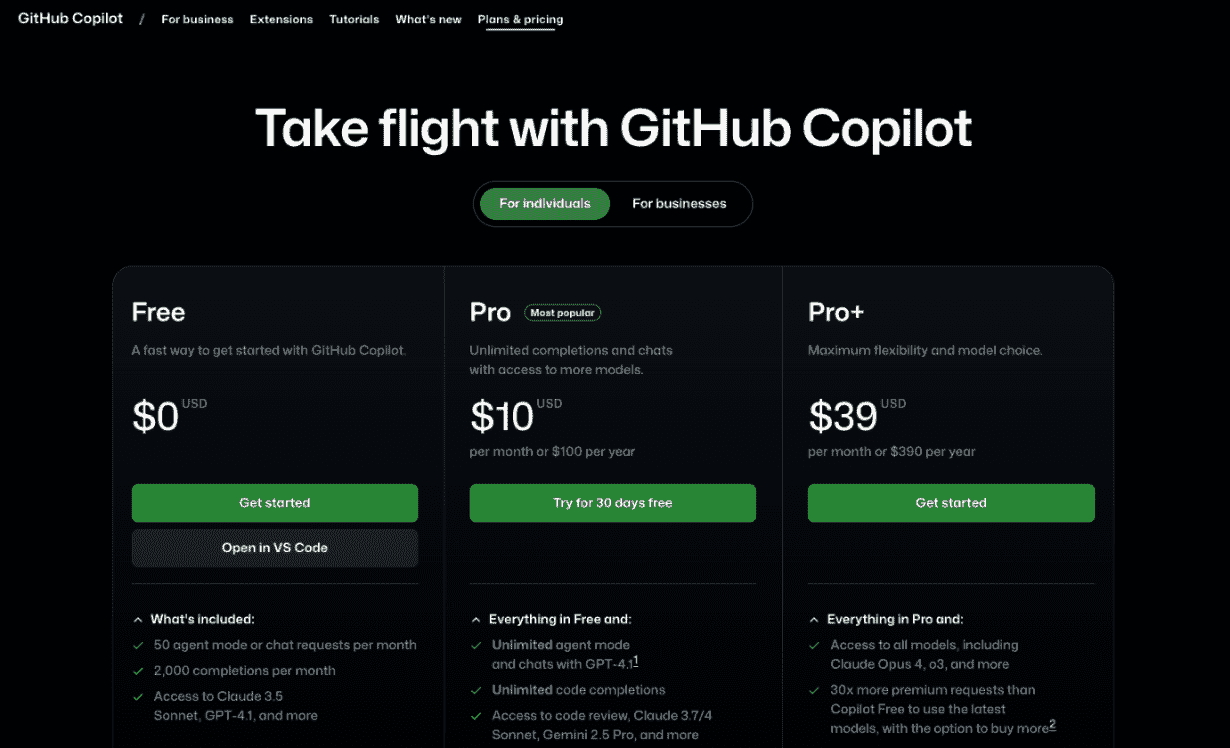 GitHub Copilot / For business Extensions Tutorials What's new Plans & pricing
Take flight with GitHub Copilot
For individuals For businesses
Free
A fast way to get started with GitHub Copilot.
$0 USD
Get started
Open in VS Code
What's included:
50 agent mode or chat requests per month
2,000 completions per month
Access to Claude 3.5
Sonnet, GPT-4.1, and more
Pro Most popular
Unlimited completions and chats
with access to more models.
$10 USD
per month or $100 per year
Try for 30 days free
Everything in Free and:
Unlimited agent mode
and chats with GPT-4.1¹
Unlimited code completions
Access to code review, Claude 3.7/4
Sonnet, Gemini 2.5 Pro, and more
Pro+
Maximum flexibility and model choice.
$39 USD
per month or $390 per year
Get started
Everything in Pro and:
Access to all models, including
Claude Opus 4, o3, and more
30x more premium requests than
Copilot Free to use the latest
models, with the option to buy more²